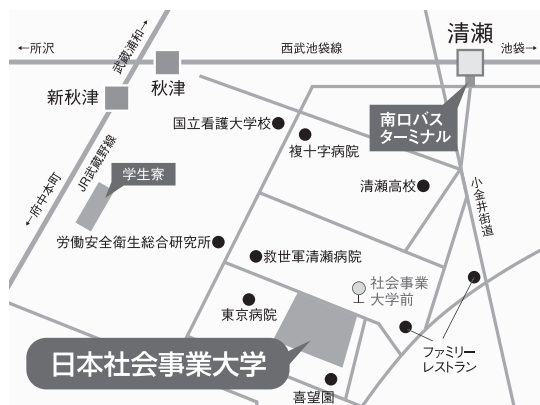 ←所沢
武蔵浦和→
西武池袋線
清瀬
池袋→
新秋津
秋津
南口バス
ターミナル
国立看護大学校
複十字病院
JR武蔵野線
学生寮
清瀬高校
小金井街道
←府中本町
労働安全衛生総合研究所
救世軍清瀬病院
社会事業
大学前
東京病院
日本社会事業大学
ファミリー
レストラン
喜望園